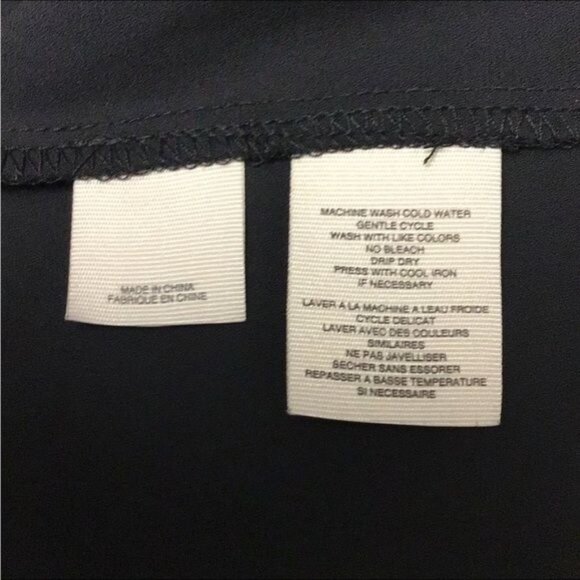 MADE IN CHINA
FABRIQUE EN CHINE
MACHINE WASH COLD WATER
GENTLE CYCLE
WASH WITH LIKE COLORS
NO BLEACH
DRIP DRY
PRESS WITH COOL IRON
IF NECESSARY
LAVER A LA MACHINE A LEAU FROIDE
CYCLE DELICAT
LAVER AVEC DES COULEURS
SIMILAIRES
NE PAS JAVELLISER
SECHER SANS ESSORER
REPASSER A BASSE TEMPERATURE
SI NECESSAIRE